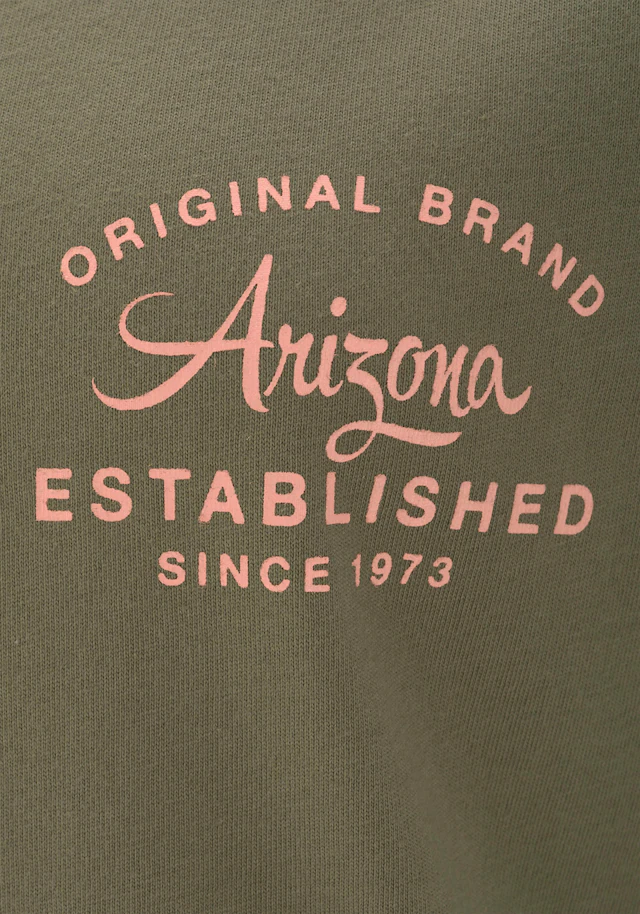 ORIGINAL BRAND
Arizona
ESTABLISHED
SINCE 1973